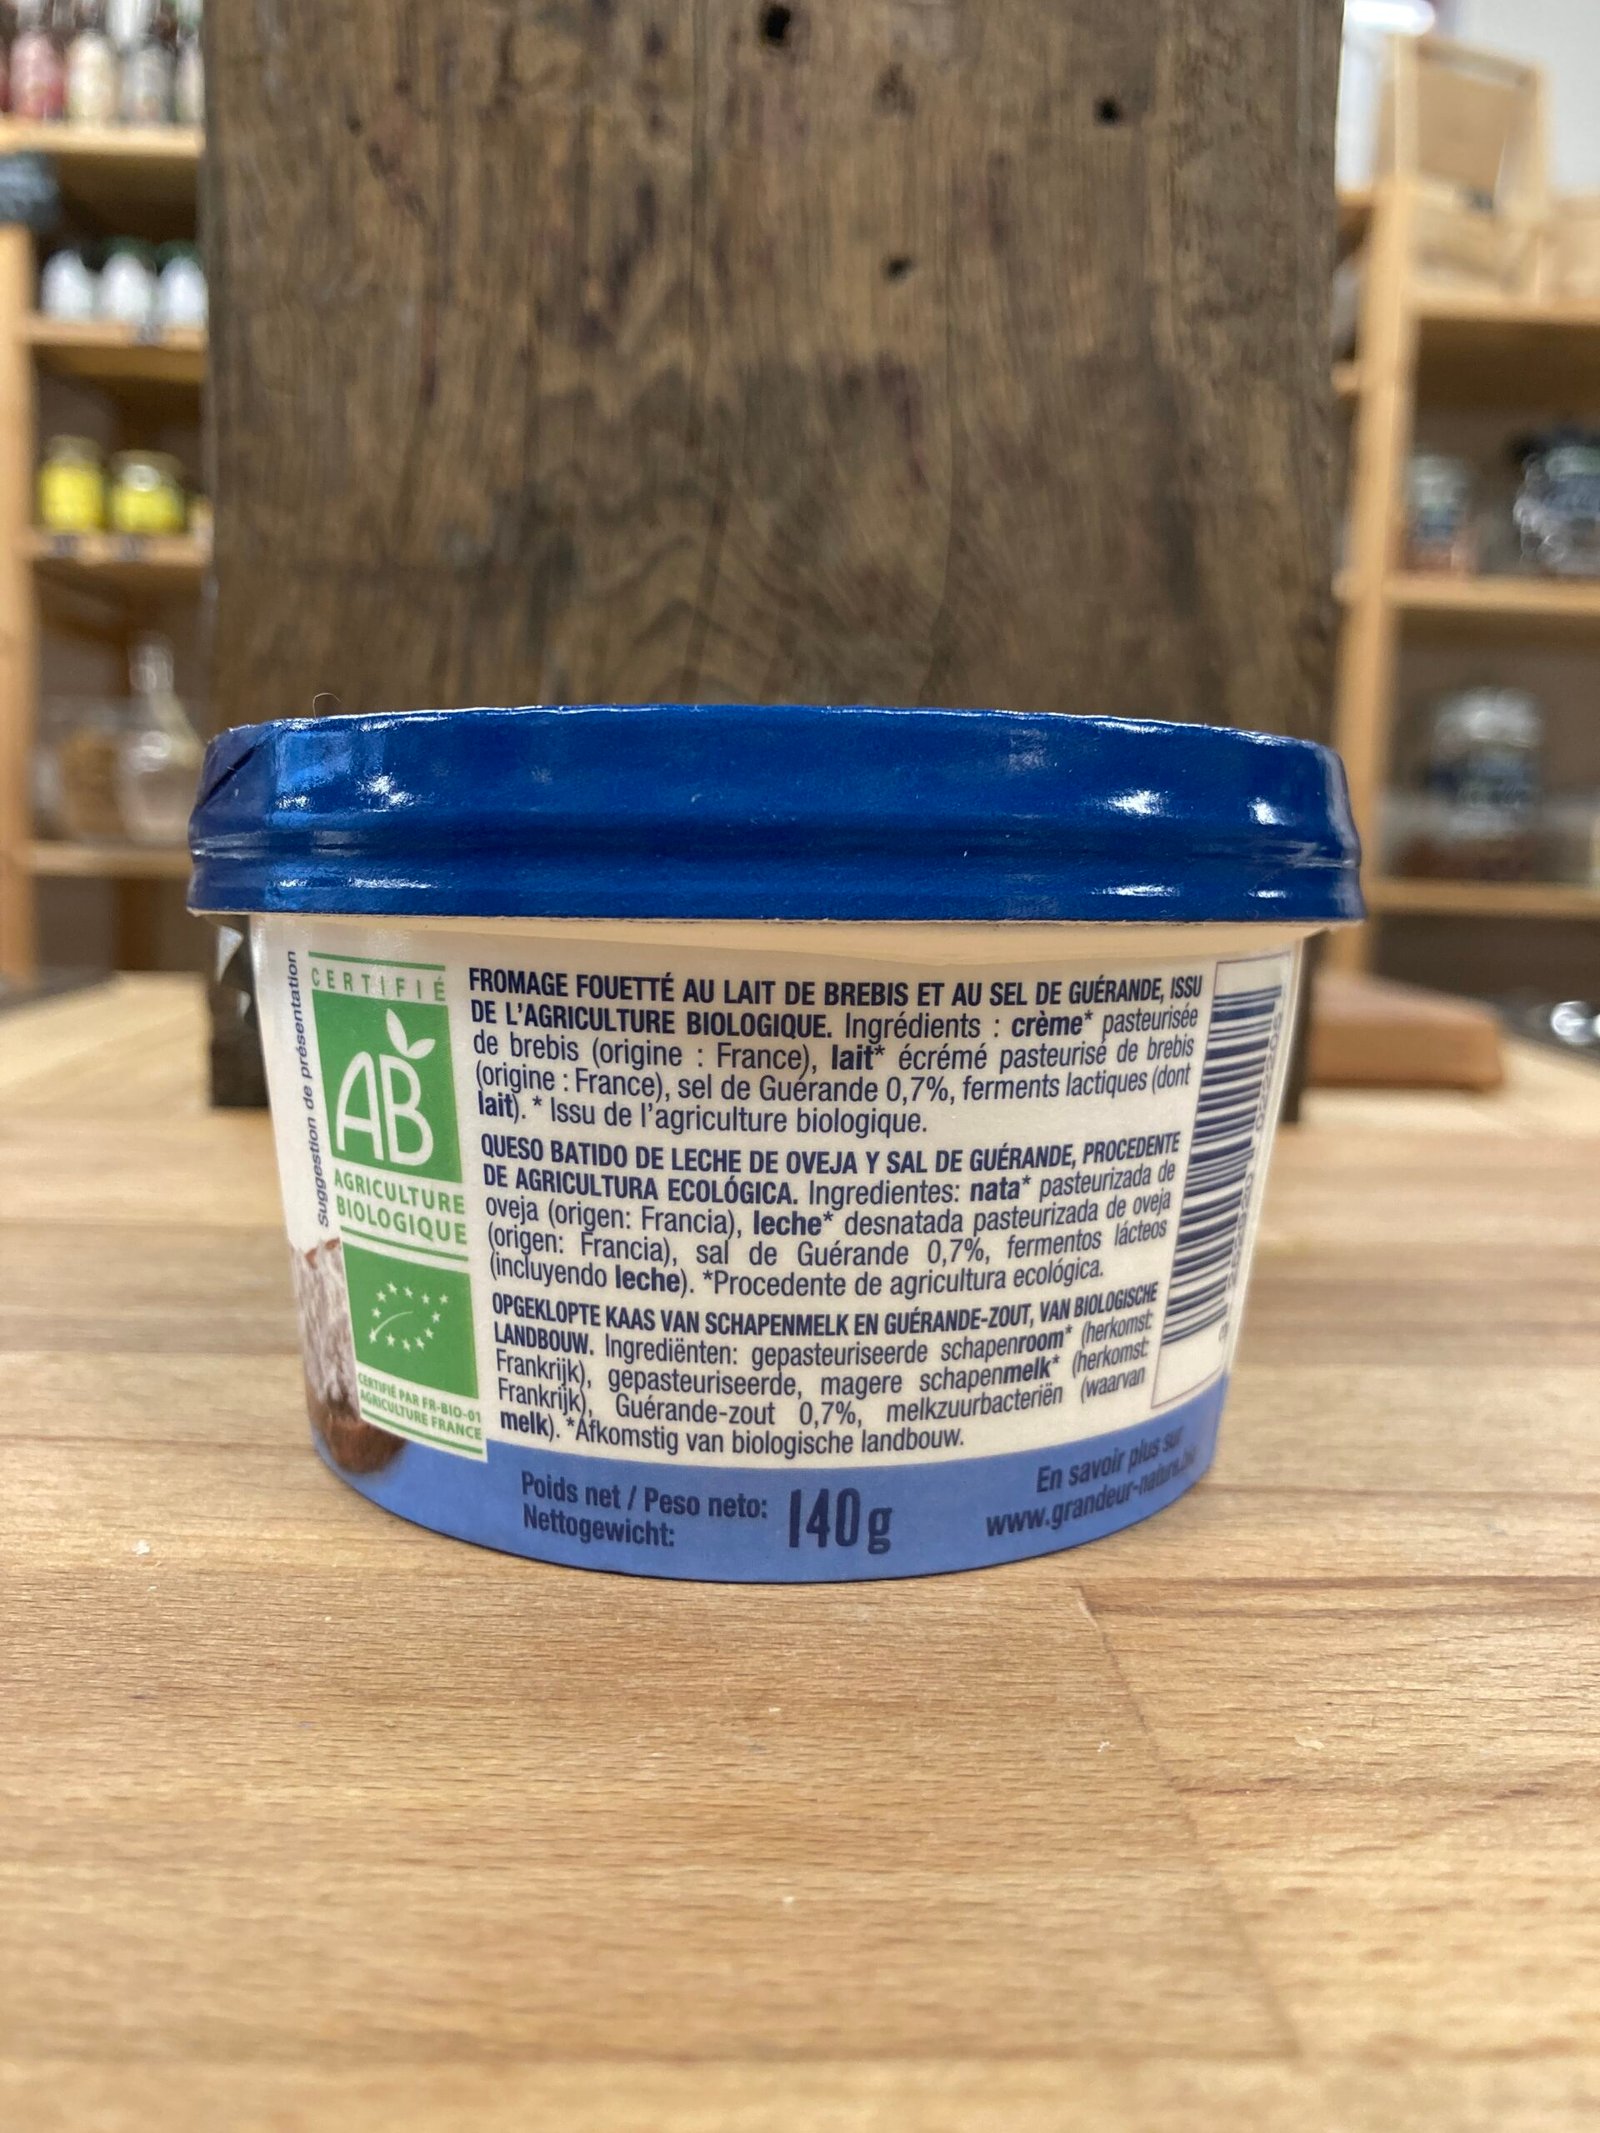 Suggestion de présentation
CERTIFIÉ
AB
AGRICULTURE
BIOLOGIQUE
CERTIFIÉ PAR FR-BIO-01
AGRICULTURE FRANCE
FROMAGE FOUETTÉ AU LAIT DE BREBIS ET AU SEL DE GUÉRANDE, ISSU
DE L'AGRICULTURE BIOLOGIQUE. Ingrédients : crème* pasteurisée
de brebis (origine : France), lait* écrémé pasteurisé de brebis
(origine : France), sel de Guérande 0,7%, ferments lactiques (dont
lait). * Issu de l'agriculture biologique.
QUESO BATIDO DE LECHE DE OVEJA Y SAL DE GUÉRANDE, PROCEDENTE
DE AGRICULTURA ECOLÓGICA. Ingredientes: nata* pasteurizada de
oveja (origen: Francia), leche* desnatada pasteurizada de oveja
(origen: Francia), sal de Guérande 0,7%, fermentos lácteos
(incluyendo leche). *Procedente de agricultura ecológica.
OPGEKLOPTE KAAS VAN SCHAPENMELK EN GUÉRANDE-ZOUT, VAN BIOLOGISCHE
LANDBOUW. Ingrediënten: gepasteuriseerde schapenroom* (herkomst:
Frankrijk), gepasteuriseerde, magere schapenmelk* (herkomst:
Frankrijk), Guérande-zout 0,7%, melkzuurbacteriën (waarvan
melk). *Afkomstig van biologische landbouw.
Poids net / Peso neto:
Nettogewicht:
140g
En savoir plus sur